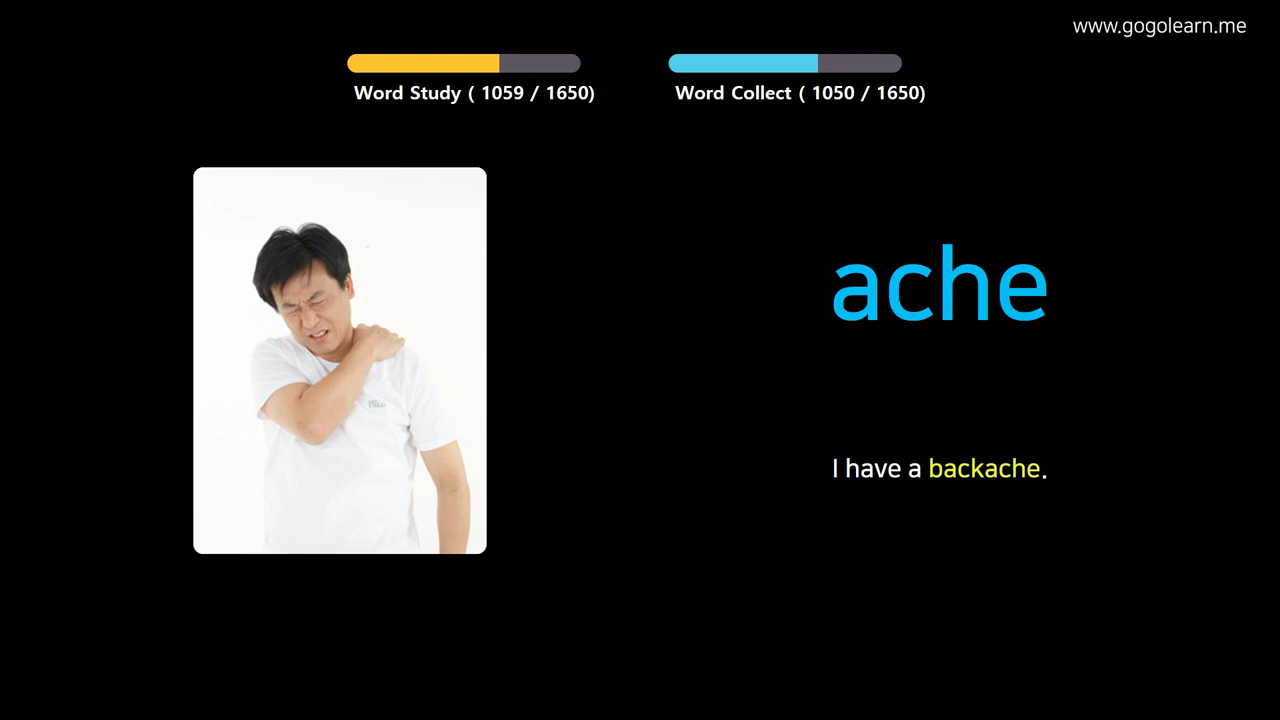 www.gogolearn.me
Word Study ( 1059 / 1650)
Word Collect ( 1050 / 1650)
ache
I have a backache.